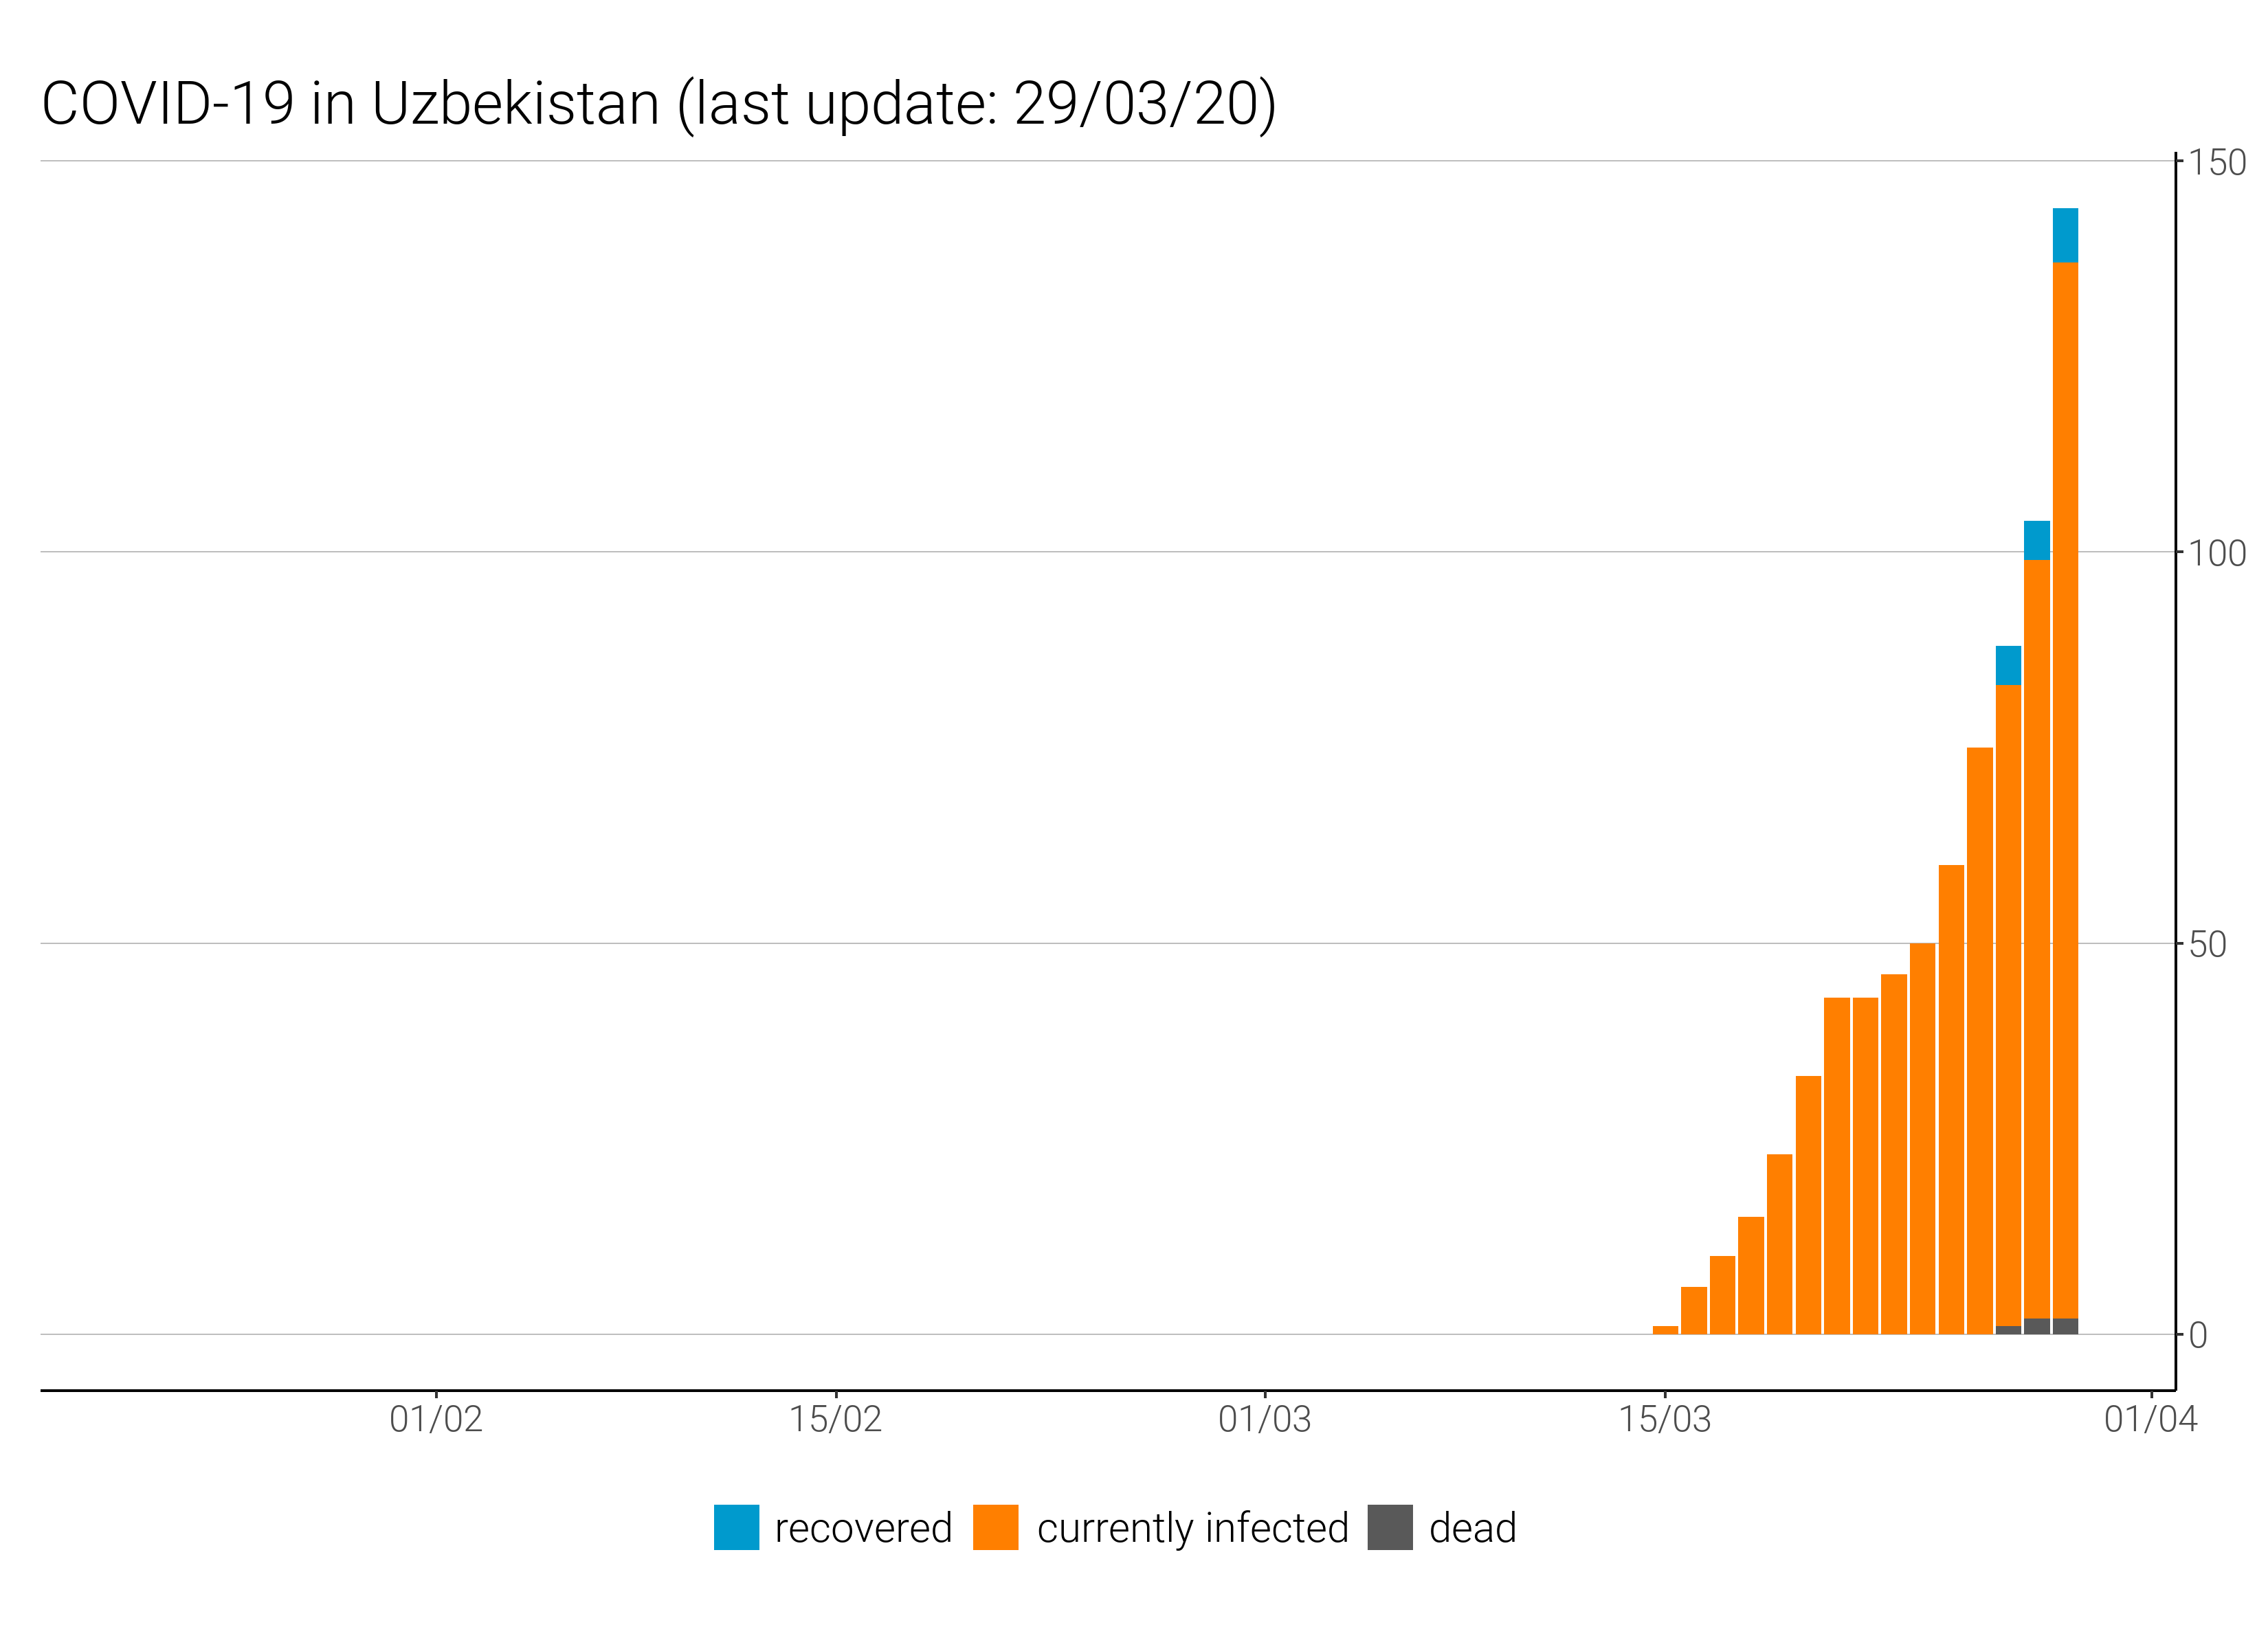 COVID-19 in Uzbekistan (last update: 29/03/20)
150
100
50
0
01/02 15/02 01/03 15/03 01/04
recovered currently infected dead